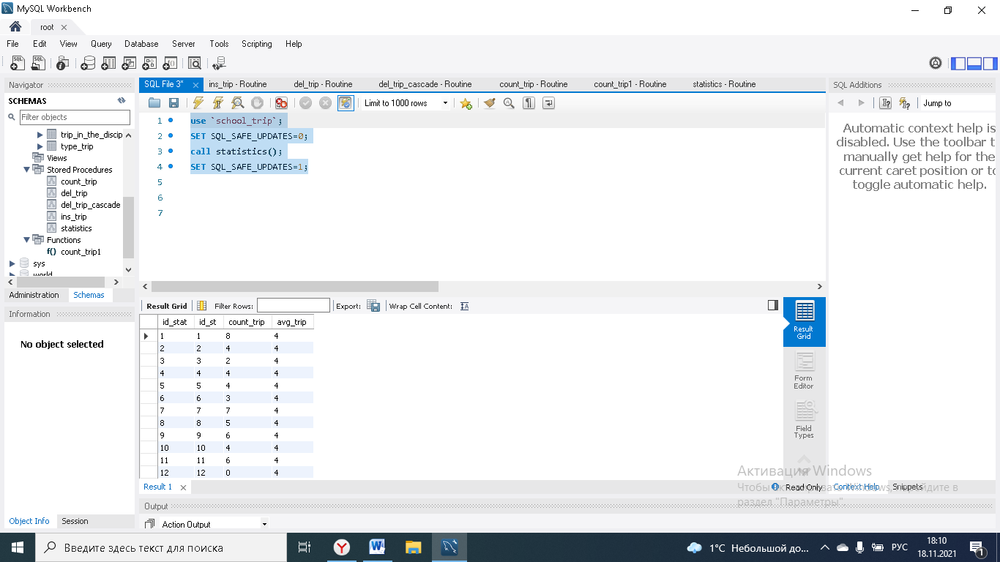 MySQL Workbench
root
File Edit View Query Database Server Tools Scripting Help
Navigator
SCHEMAS
Filter objects
trip_in_the_discip
type_trip
Views
Stored Procedures
count_trip
del_trip
del_trip_cascade
ins_trip
statistics
Functions
f() count_trip1
sys
world
Administration Schemas
Information
No object selected
Object Info Session
SQL File 3* ins_trip - Routine del_trip - Routine del_trip_cascade - Routine count_trip - Routine count_trip1 - Routine statistics - Routine
Limit to 1000 rows
1 use `school_trip`;
2 SET SQL_SAFE_UPDATES=0;
3 call statistics();
4 SET SQL_SAFE_UPDATES=1;
5
6
7
Result Grid Filter Rows: Export: Wrap Cell Content:
id_stat id_st count_trip avg_trip
1 1 8 4
2 2 4 4
3 3 2 4
4 4 4 4
5 5 4 4
6 6 3 4
7 7 7 4
8 8 5 4
9 9 6 4
10 10 4 4
11 11 6 4
12 12 0 4
Result Grid
Form Editor
Field Types
Result 1
Read Only
Output
Action Output
SQL Additions
Jump to
Automatic context help is
disabled. Use the toolbar t
manually get help for the
current caret position or to
toggle automatic help.
Context Help Snippets
Активация Windows
Чтобы активировать Windows, перейдите в
раздел "Параметры".
Введите здесь текст для поиска
1°C Небольшой до...
РУС
18:10
18.11.2021
1